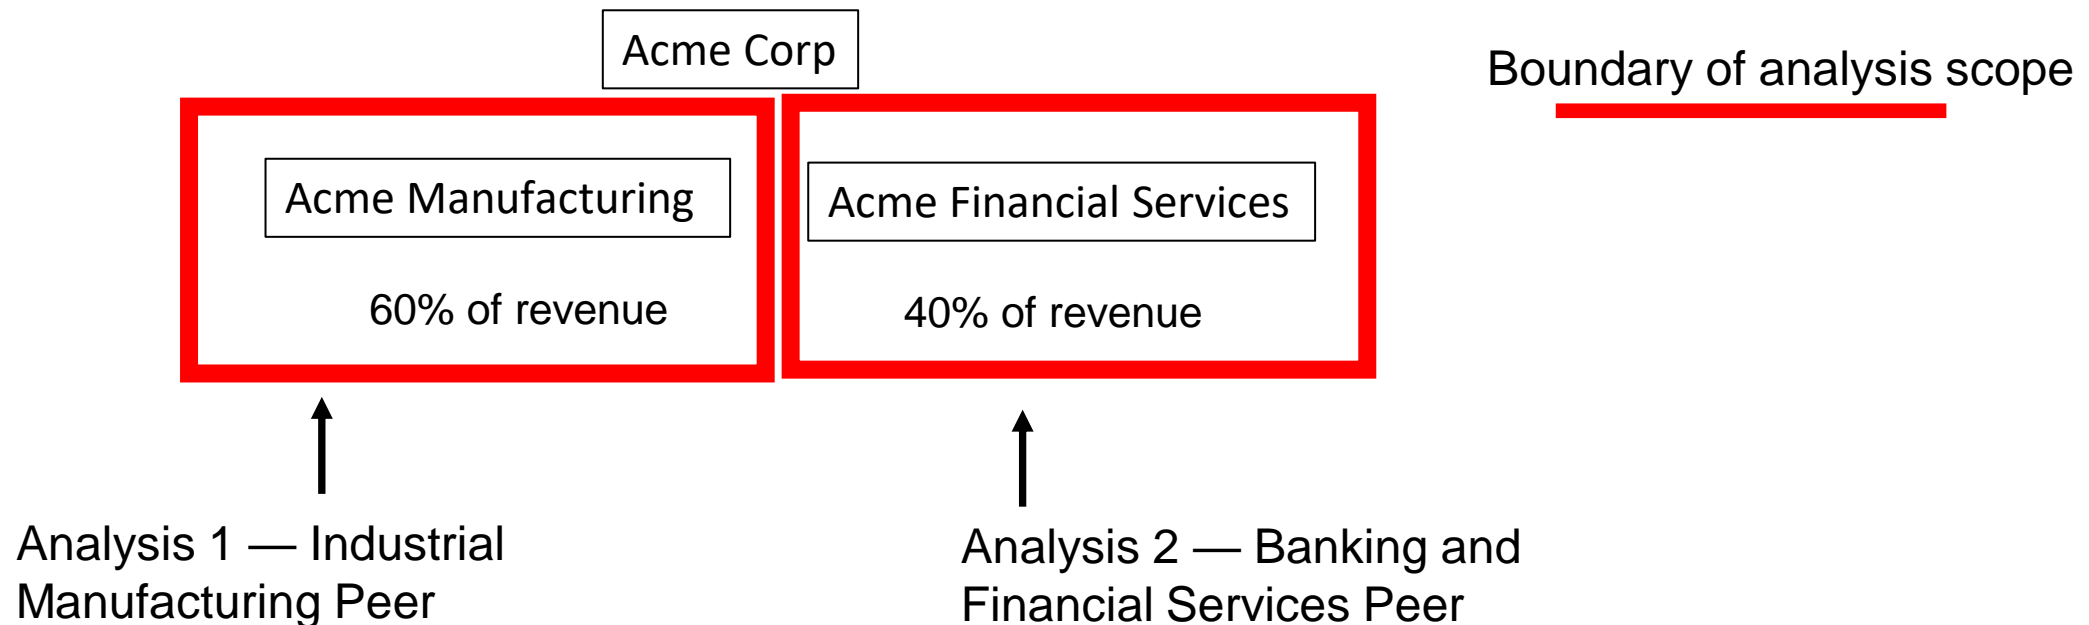 Acme Corp
Boundary of analysis scope
Acme Manufacturing
Acme Financial Services
60% of revenue
40% of revenue
Analysis 1 — Industrial
Manufacturing Peer
Analysis 2 — Banking and
Financial Services Peer